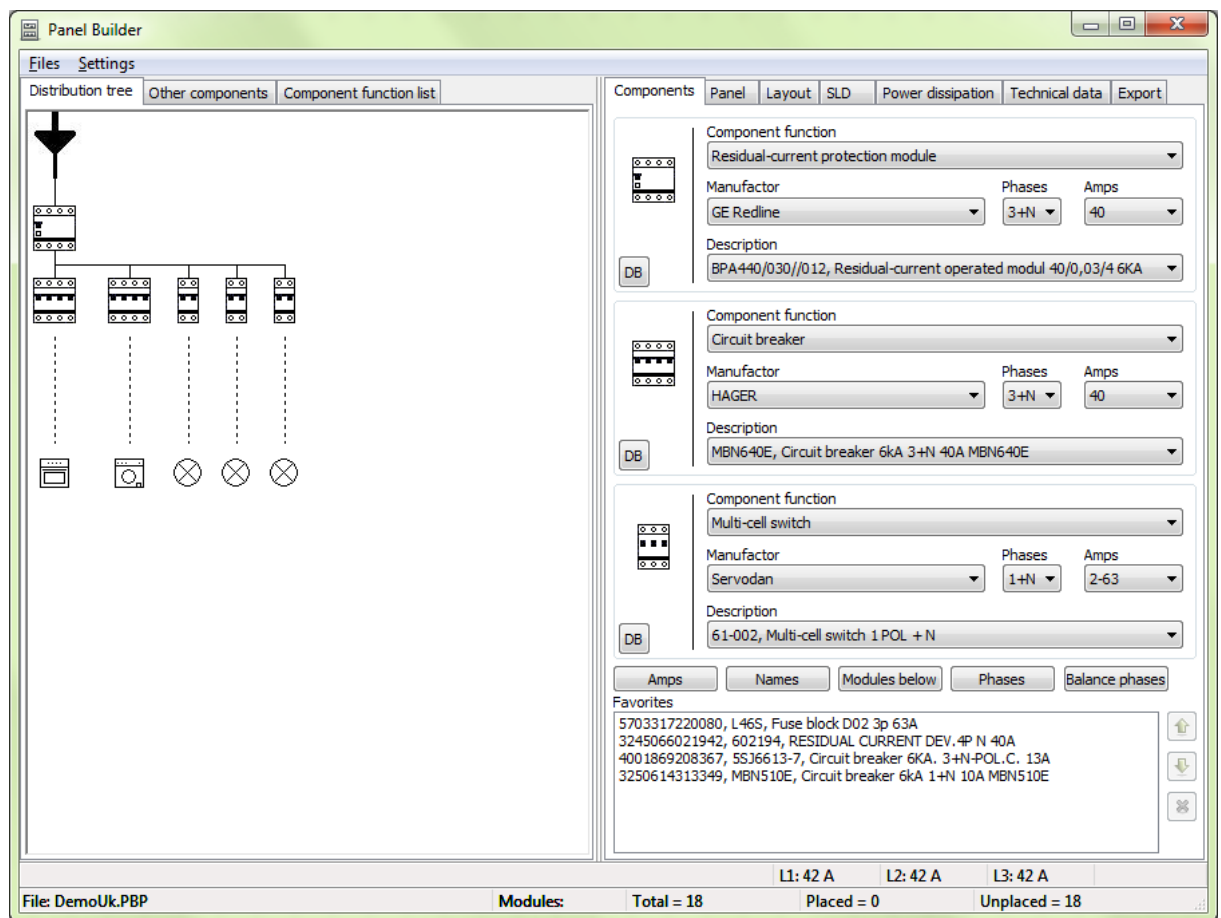 Panel Builder
Files Settings
Distribution tree Other components Component function list
Components Panel Layout SLD Power dissipation Technical data Export
Component function
Residual-current protection module
Manufactor Phases Amps
GE Redline 3+N 40
Description
DB BPA440/030//012, Residual-current operated modul 40/0,03/4 6KA
Component function
Circuit breaker
Manufactor Phases Amps
HAGER 3+N 40
Description
DB MBN640E, Circuit breaker 6kA 3+N 40A MBN640E
Component function
Multi-cell switch
Manufactor Phases Amps
Servodan 1+N 2-63
Description
DB 61-002, Multi-cell switch 1 POL + N
Amps Names Modules below Phases Balance phases
Favorites
5703317220080, L46S, Fuse block D02 3p 63A
3245066021942, 602194, RESIDUAL CURRENT DEV.4P N 40A
4001869208367, 5SJ6613-7, Circuit breaker 6KA. 3+N-POL.C. 13A
3250614313349, MBN510E, Circuit breaker 6kA 1+N 10A MBN510E
L1: 42 A L2: 42 A L3: 42 A
File: DemoUk.PBP Modules: Total = 18 Placed = 0 Unplaced = 18